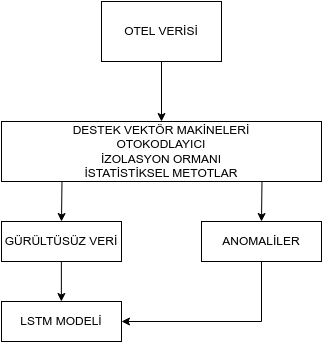 OTEL VERİSİ
DESTEK VEKTÖR MAKİNELERİ
OTOKODLAYICI
İZOLASYON ORMANI
İSTATİSTİKSEL METOTLAR
GÜRÜLTÜSÜZ VERİ
ANOMALİLER
LSTM MODELİ